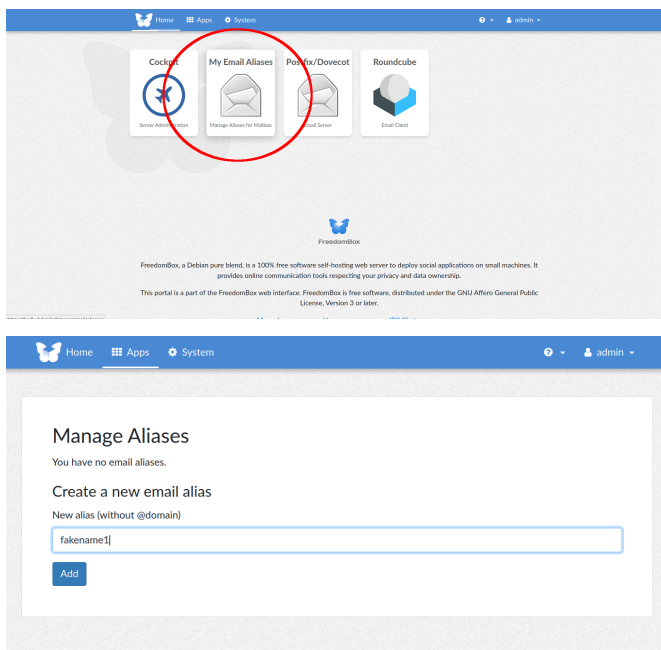 Home Apps System admin
Cockpit My Email Aliases Postfix/Dovecot Roundcube
Server Administration Manage Aliases for Mailbox Email Server Email Client
FreedomBox
FreedomBox, a Debian pure blend, is a 100% free software self-hosting web server to deploy social applications on small machines. It
provides online communication tools respecting your privacy and data ownership.
This portal is a part of the FreedomBox web interface. FreedomBox is free software, distributed under the GNU Affero General Public
License, Version 3 or later.
Home Apps System admin
Manage Aliases
You have no email aliases.
Create a new email alias
New alias (without @domain)
fakename1
Add